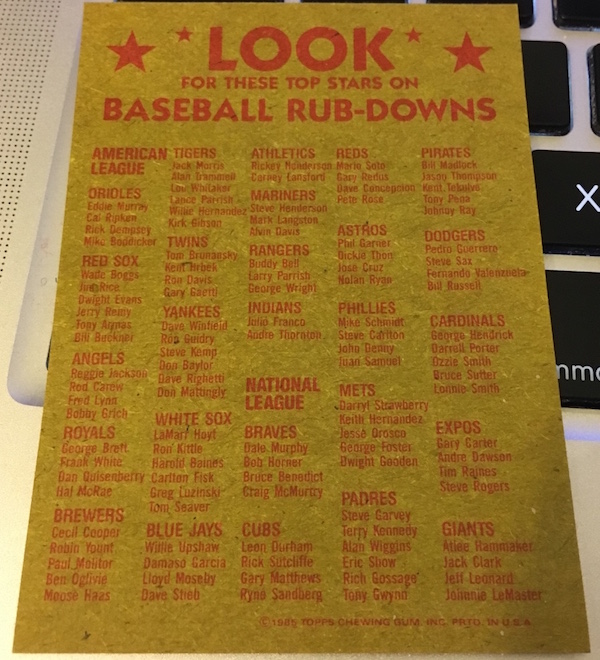 LOOK
FOR THESE TOP STARS ON
BASEBALL RUB-DOWNS
AMERICAN
LEAGUE
ORIOLES
Eddie Murray
Cal Ripken
Rick Dempsey
Mike Boddicker
RED SOX
Wade Boggs
Jim Rice
Dwight Evans
Jerry Remy
Tony Armas
Bill Buckner
ANGELS
Reggie Jackson
Rod Carew
Fred Lynn
Bobby Grich
ROYALS
George Brett
Frank White
Dan Quisenberry
Hal McRae
BREWERS
Cecil Cooper
Robin Yount
Paul Molitor
Ben Oglivie
Moose Haas
TIGERS
Jack Morris
Alan Trammell
Lou Whitaker
Lance Parrish
Willie Hernandez
Kirk Gibson
TWINS
Tom Brunansky
Kent Hrbek
Ron Davis
Gary Gaetti
YANKEES
Dave Winfield
Ron Guidry
Steve Kemp
Don Baylor
Dave Righetti
Don Mattingly
WHITE SOX
LaMarr Hoyt
Ron Kittle
Harold Baines
Carlton Fisk
Greg Luzinski
Tom Seaver
BLUE JAYS
Willie Upshaw
Damaso Garcia
Lloyd Moseby
Dave Stieb
ATHLETICS
Rickey Henderson
Carney Lansford
MARINERS
Steve Henderson
Mark Langston
Alvin Davis
RANGERS
Buddy Bell
Larry Parrish
George Wright
INDIANS
Julio Franco
Andre Thornton
NATIONAL
LEAGUE
BRAVES
Dale Murphy
Bob Horner
Bruce Benedict
Craig McMurtry
CUBS
Leon Durham
Rick Sutcliffe
Gary Matthews
Ryne Sandberg
REDS
Mario Soto
Gary Redus
Dave Concepcion
Pete Rose
ASTROS
Phil Garner
Dickie Thon
Jose Cruz
Nolan Ryan
PHILLIES
Mike Schmidt
Steve Carlton
John Denny
Juan Samuel
METS
Darryl Strawberry
Keith Hernandez
Jesse Orosco
George Foster
Dwight Gooden
PADRES
Steve Garvey
Terry Kennedy
Alan Wiggins
Eric Show
Rich Gossage
Tony Gwynn
PIRATES
Bill Madlock
Jason Thompson
Kent Tekulve
Tony Pena
Johnny Ray
DODGERS
Pedro Guerrero
Steve Sax
Fernando Valenzuela
Bill Russell
CARDINALS
George Hendrick
Darrell Porter
Ozzie Smith
Bruce Sutter
Lonnie Smith
EXPOS
Gary Carter
Andre Dawson
Tim Raines
Steve Rogers
GIANTS
Atlee Hammaker
Jack Clark
Jeff Leonard
Johnnie LeMaster
©1985 TOPPS CHEWING GUM, INC. PRTD. IN U.S.A.
X